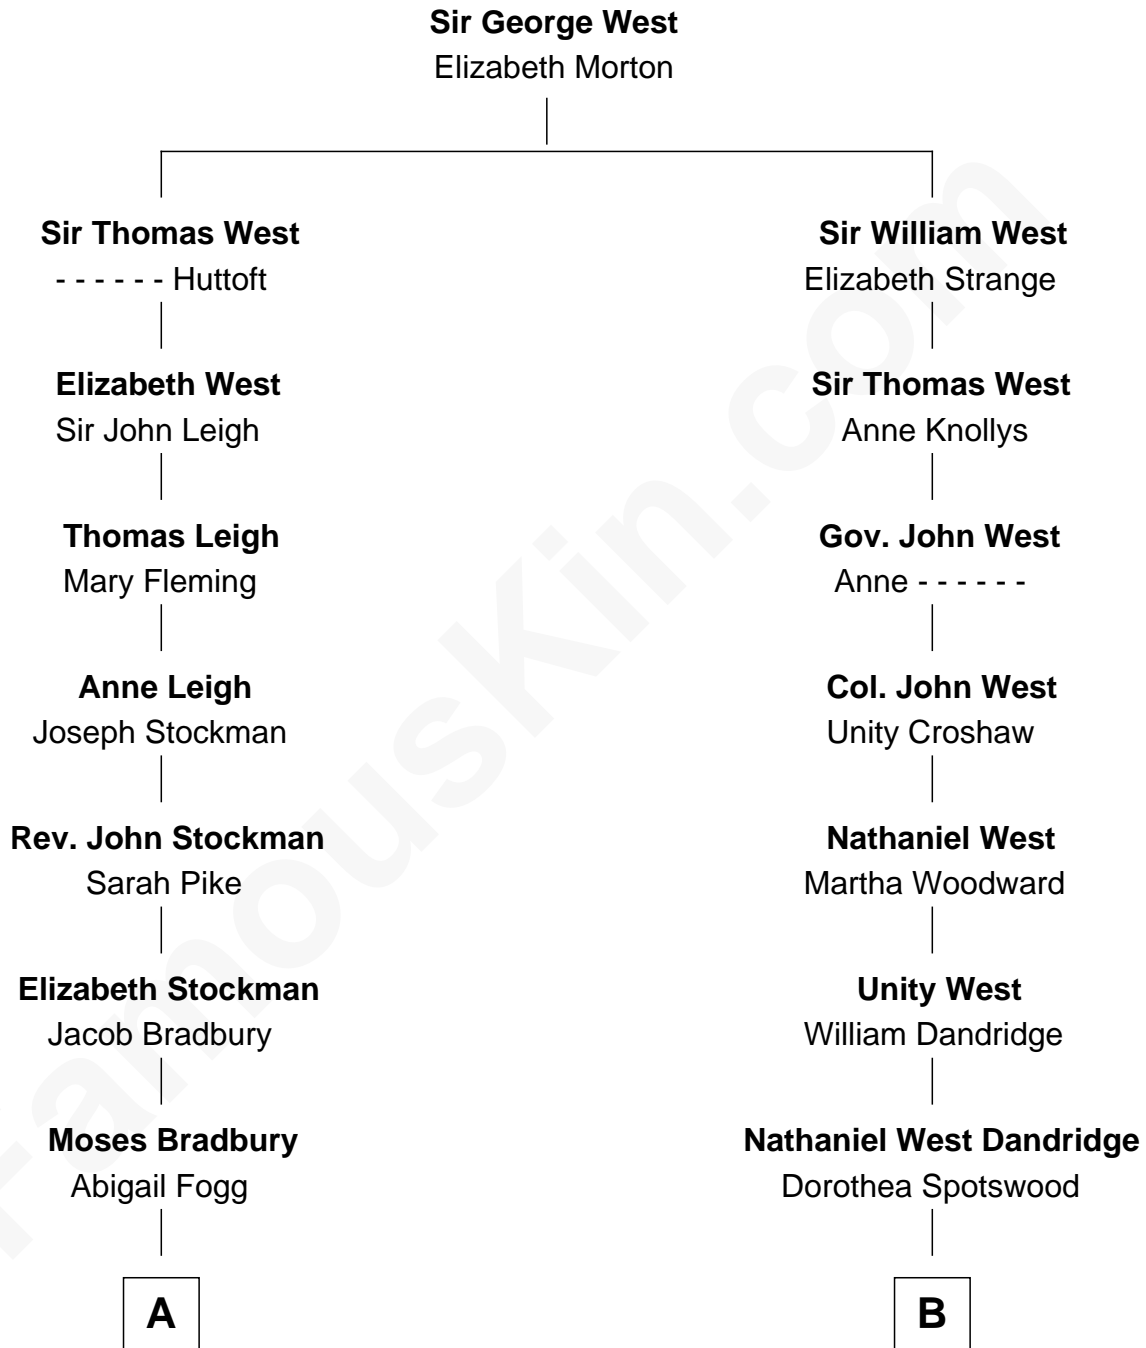 Sir George West
Elizabeth Morton
Sir Thomas West
- - - - - - Huttoft
Elizabeth West
Sir John Leigh
Thomas Leigh
Mary Fleming
Anne Leigh
Joseph Stockman
Rev. John Stockman
Sarah Pike
Elizabeth Stockman
Jacob Bradbury
Moses Bradbury
Abigail Fogg
A
Sir William West
Elizabeth Strange
Sir Thomas West
Anne Knollys
Gov. John West
Anne - - - - - -
Col. John West
Unity Croshaw
Nathaniel West
Martha Woodward
Unity West
William Dandridge
Nathaniel West Dandridge
Dorothea Spotswood
B
FamousKin.com